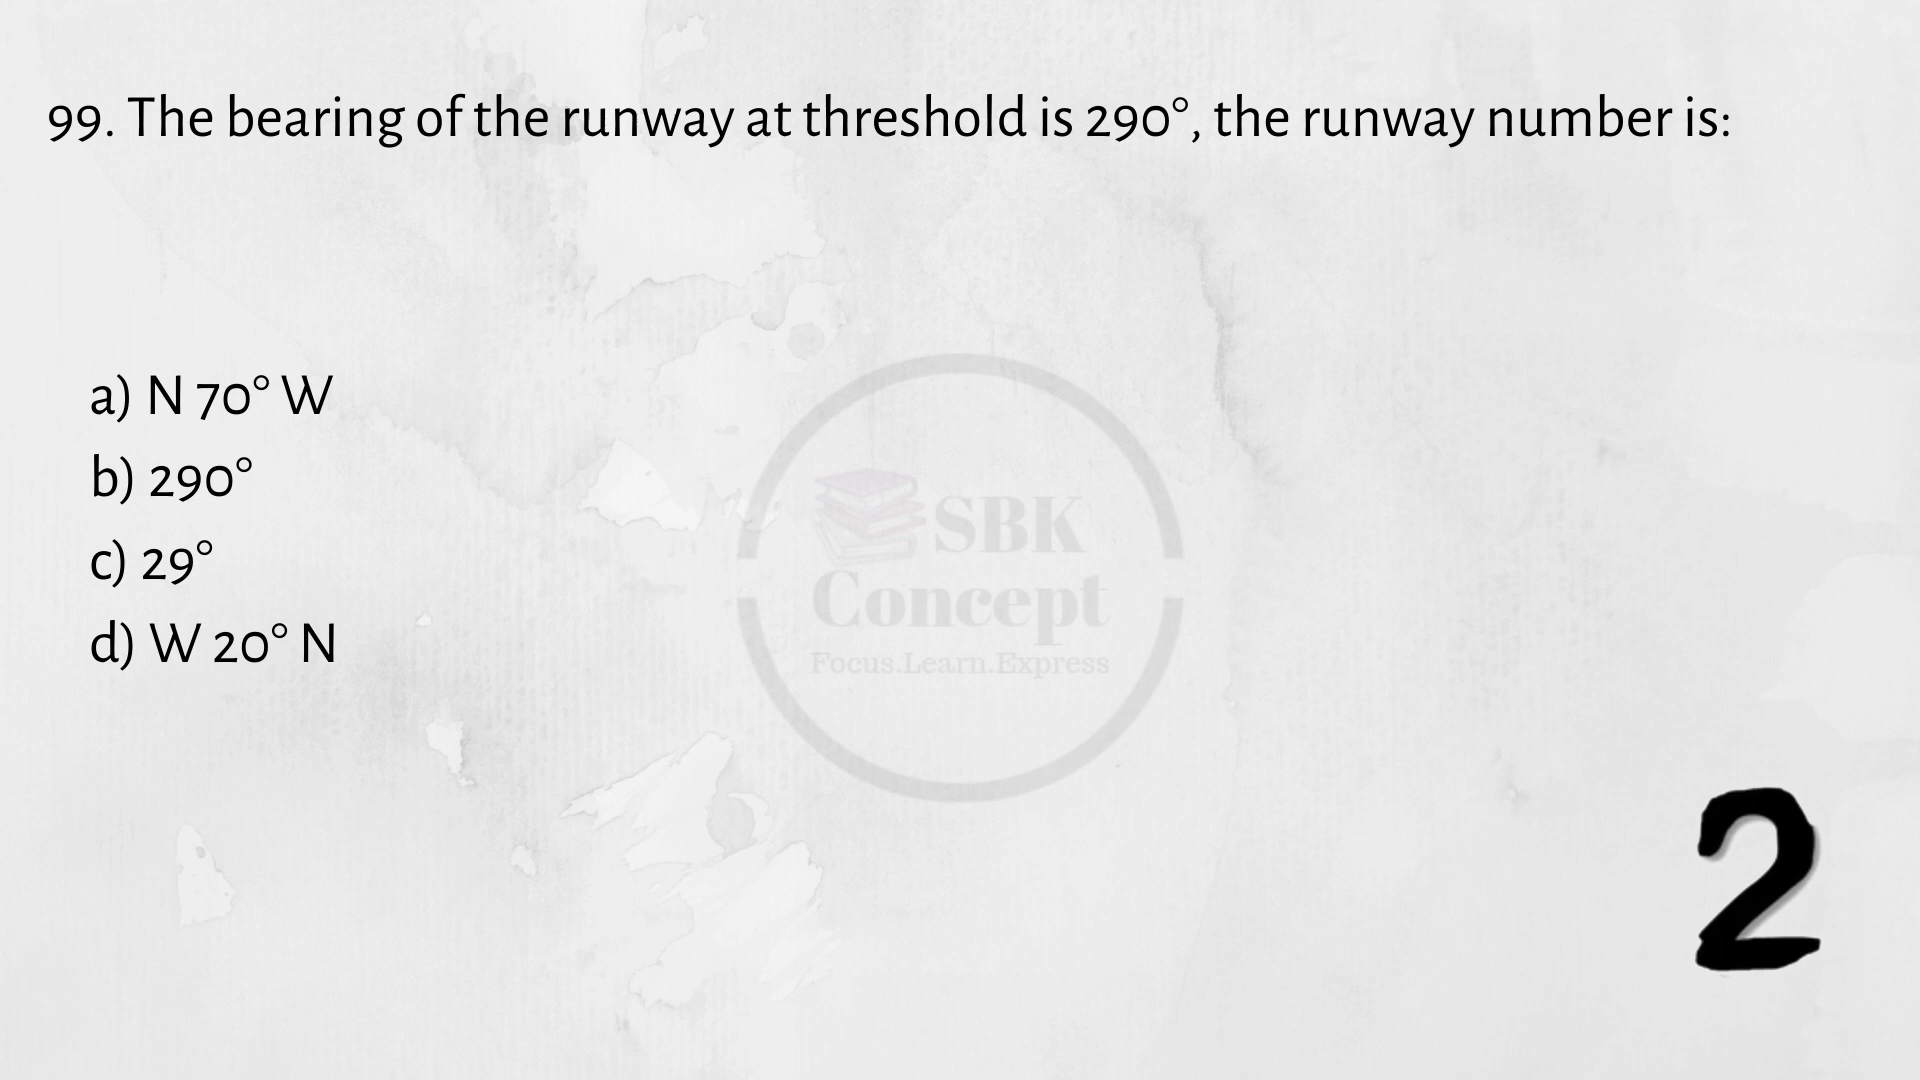 99. The bearing of the runway at threshold is 290°, the runway number is:
a) N 70° W
b) 290°
c) 29°
d) W 20° N
SBK
Concept
Focus.Learn.Express
2